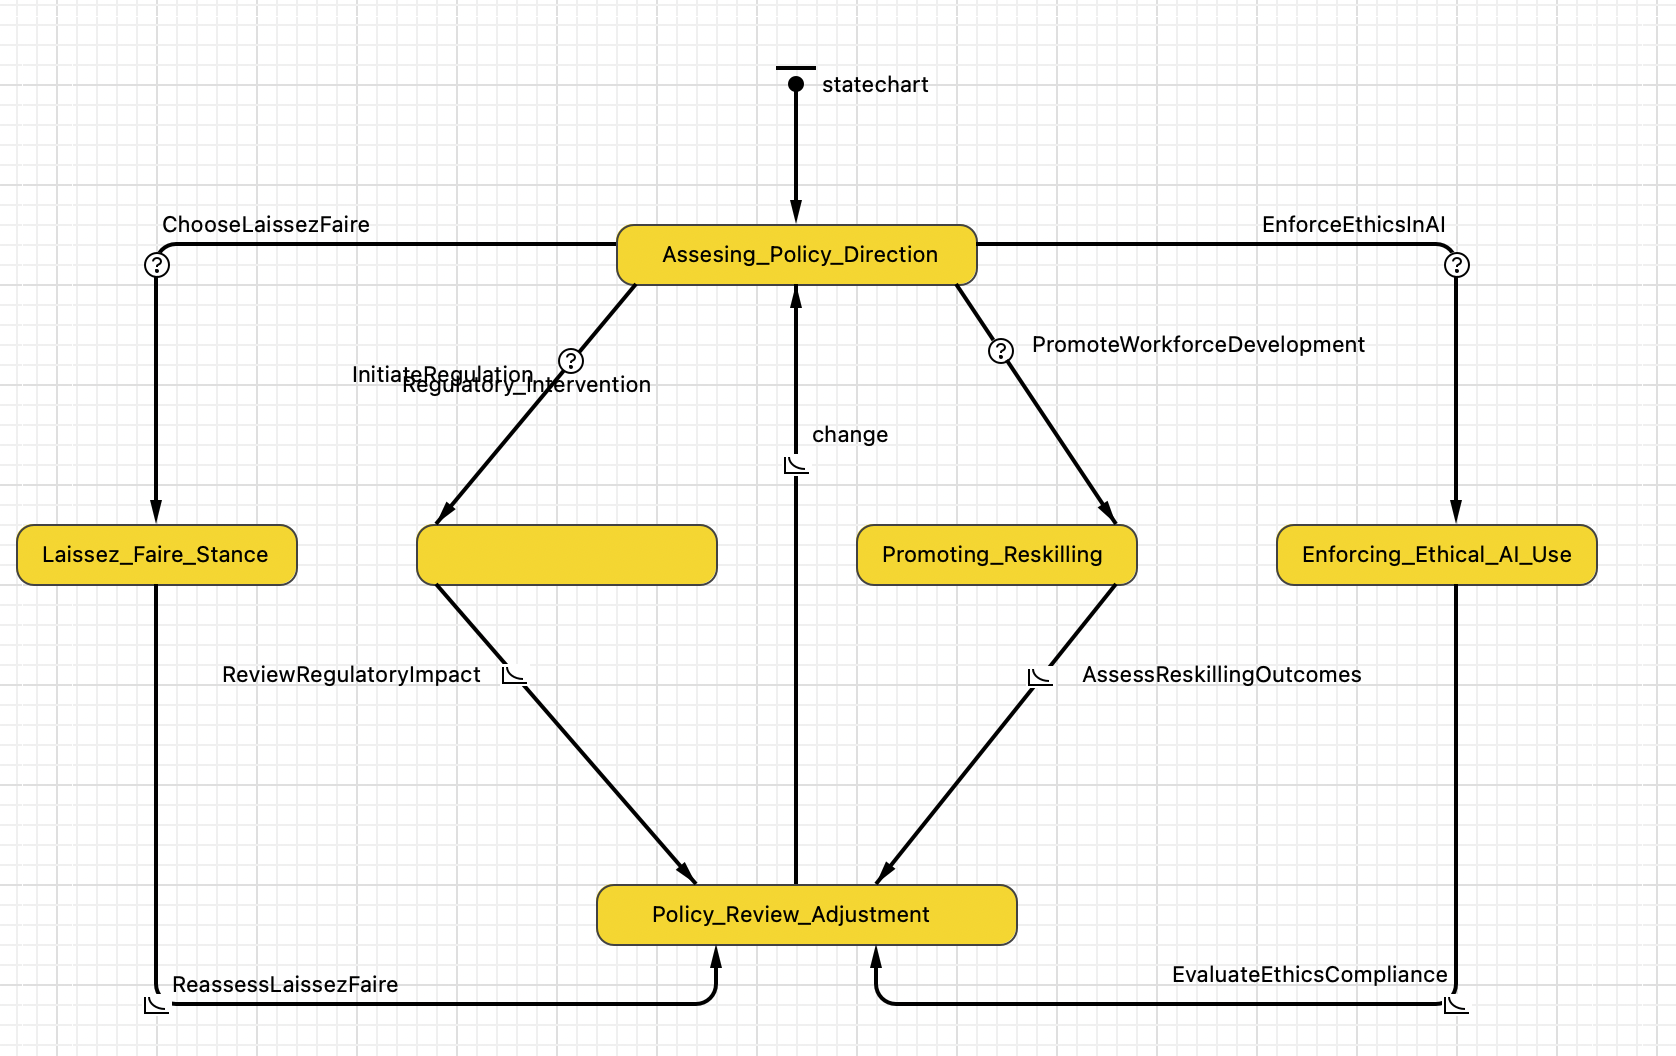 statechart
ChooseLaissezFaire
EnforceEthicsInAI
Assesing_Policy_Direction
PromoteWorkforceDevelopment
InitiateRegulation
Regulatory_Intervention
change
Laissez_Faire_Stance
Promoting_Reskilling
Enforcing_Ethical_AI_Use
ReviewRegulatoryImpact
AssessReskillingOutcomes
Policy_Review_Adjustment
ReassessLaissezFaire
EvaluateEthicsCompliance